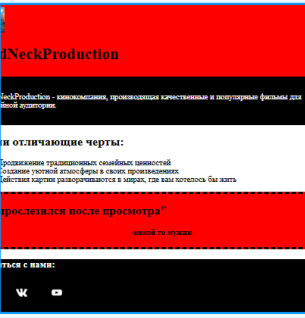 dNeckProduction
NeckProduction - кинокомпания, производящая качественные и популярные фильмы для
ейной аудитории.
и отличающие черты:
Продвижение традиционных семейных ценностей
Создание уютной атмосферы в своих произведениях
Действия картин разворачиваются в мирах, где вам хотелось бы жить
прослезился после просмотра"
-какой то мужик
ться с нами: